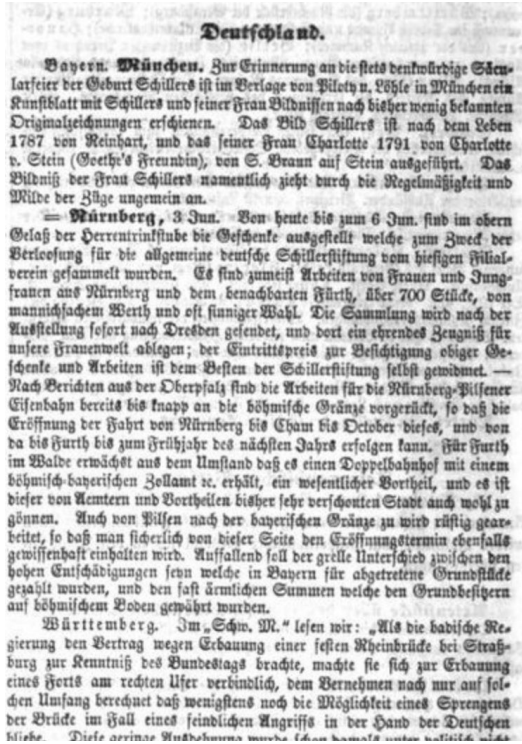 Deutschland.
Bayern. München. Zur Erinnerung an die stets denkwürdige Säcu-
larfeier der Geburt Schillers ist im Verlage von Piloty u. Löhle in München ein
Kunstblatt mit Schillers und seiner Frau Bildnissen nach bisher wenig bekannten
Originalzeichnungen erschienen. Das Bild Schillers ist nach dem Leben
1787 von Reinhart, und das seiner Frau Charlotte 1791 von Charlotte
v. Stein (Goethe's Freundin), von S. Braun auf Stein ausgeführt. Das
Bildniß der Frau Schillers namentlich zieht durch die Regelmäßigkeit und
Milde der Züge ungemein an.
= Nürnberg, 3 Jun. Von heute bis zum 6 Jun. sind im obern
Gelaß der Herrentrinkstube die Geschenke ausgestellt welche zum Zweck der
Verloosung für die allgemeine deutsche Schillerstiftung vom hiesigen Filial-
verein gesammelt wurden. Es sind zumeist Arbeiten von Frauen und Jung-
frauen aus Nürnberg und dem benachbarten Fürth, über 700 Stücke, von
mannichfachem Werth und oft sinniger Wahl. Die Sammlung wird nach der
Ausstellung sofort nach Dresden gesendet, und dort ein ehrendes Zeugniß für
unsere Frauenwelt ablegen; der Eintrittspreis zur Besichtigung obiger Ge-
schenke und Arbeiten ist dem Besten der Schillerstiftung selbst gewidmet. —
Nach Berichten aus der Oberpfalz sind die Arbeiten für die Nürnberg-Pilsener
Eisenbahn bereits bis knapp an die böhmische Gränze vorgerückt, so daß die
Eröffnung der Fahrt von Nürnberg bis Cham bis October dieses, und von
da bis Furth bis zum Frühjahr des nächsten Jahrs erfolgen kann. Für Furth
im Walde erwächst aus dem Umstand daß es einen Doppelbahnhof mit einem
böhmisch-bayerischen Zollamt ꝛc. erhält, ein wesentlicher Vortheil, und es ist
dieser von Aemtern und Vortheilen bisher sehr verschonten Stadt auch wohl zu
gönnen. Auch von Pilsen nach der bayerischen Gränze zu wird rüstig gear-
beitet, so daß man sicherlich von dieser Seite den Eröffnungstermin ebenfalls
gewissenhaft einhalten wird. Auffallend soll der grelle Unterschied zwischen den
hohen Entschädigungen seyn welche in Bayern für abgetretene Grundstücke
gezahlt wurden, und den fast ärmlichen Summen welche den Grundbesitzern
auf böhmischem Boden gewährt wurden.
Württemberg. Im „Schw. M.“ lesen wir: „Als die badische Re-
gierung den Vertrag wegen Erbauung einer festen Rheinbrücke bei Straß-
burg zur Kenntniß des Bundestags brachte, machte sie sich zur Erbauung
eines Forts am rechten Ufer verbindlich, dem Vernehmen nach nur auf sol-
chen Umfang berechnet daß wenigstens noch die Möglichkeit eines Sprengens
der Brücke im Fall eines feindlichen Angriffs in der Hand der Deutschen
bliebe. Diese geringe Ausdehnung wurde schon damals unter politisch nicht